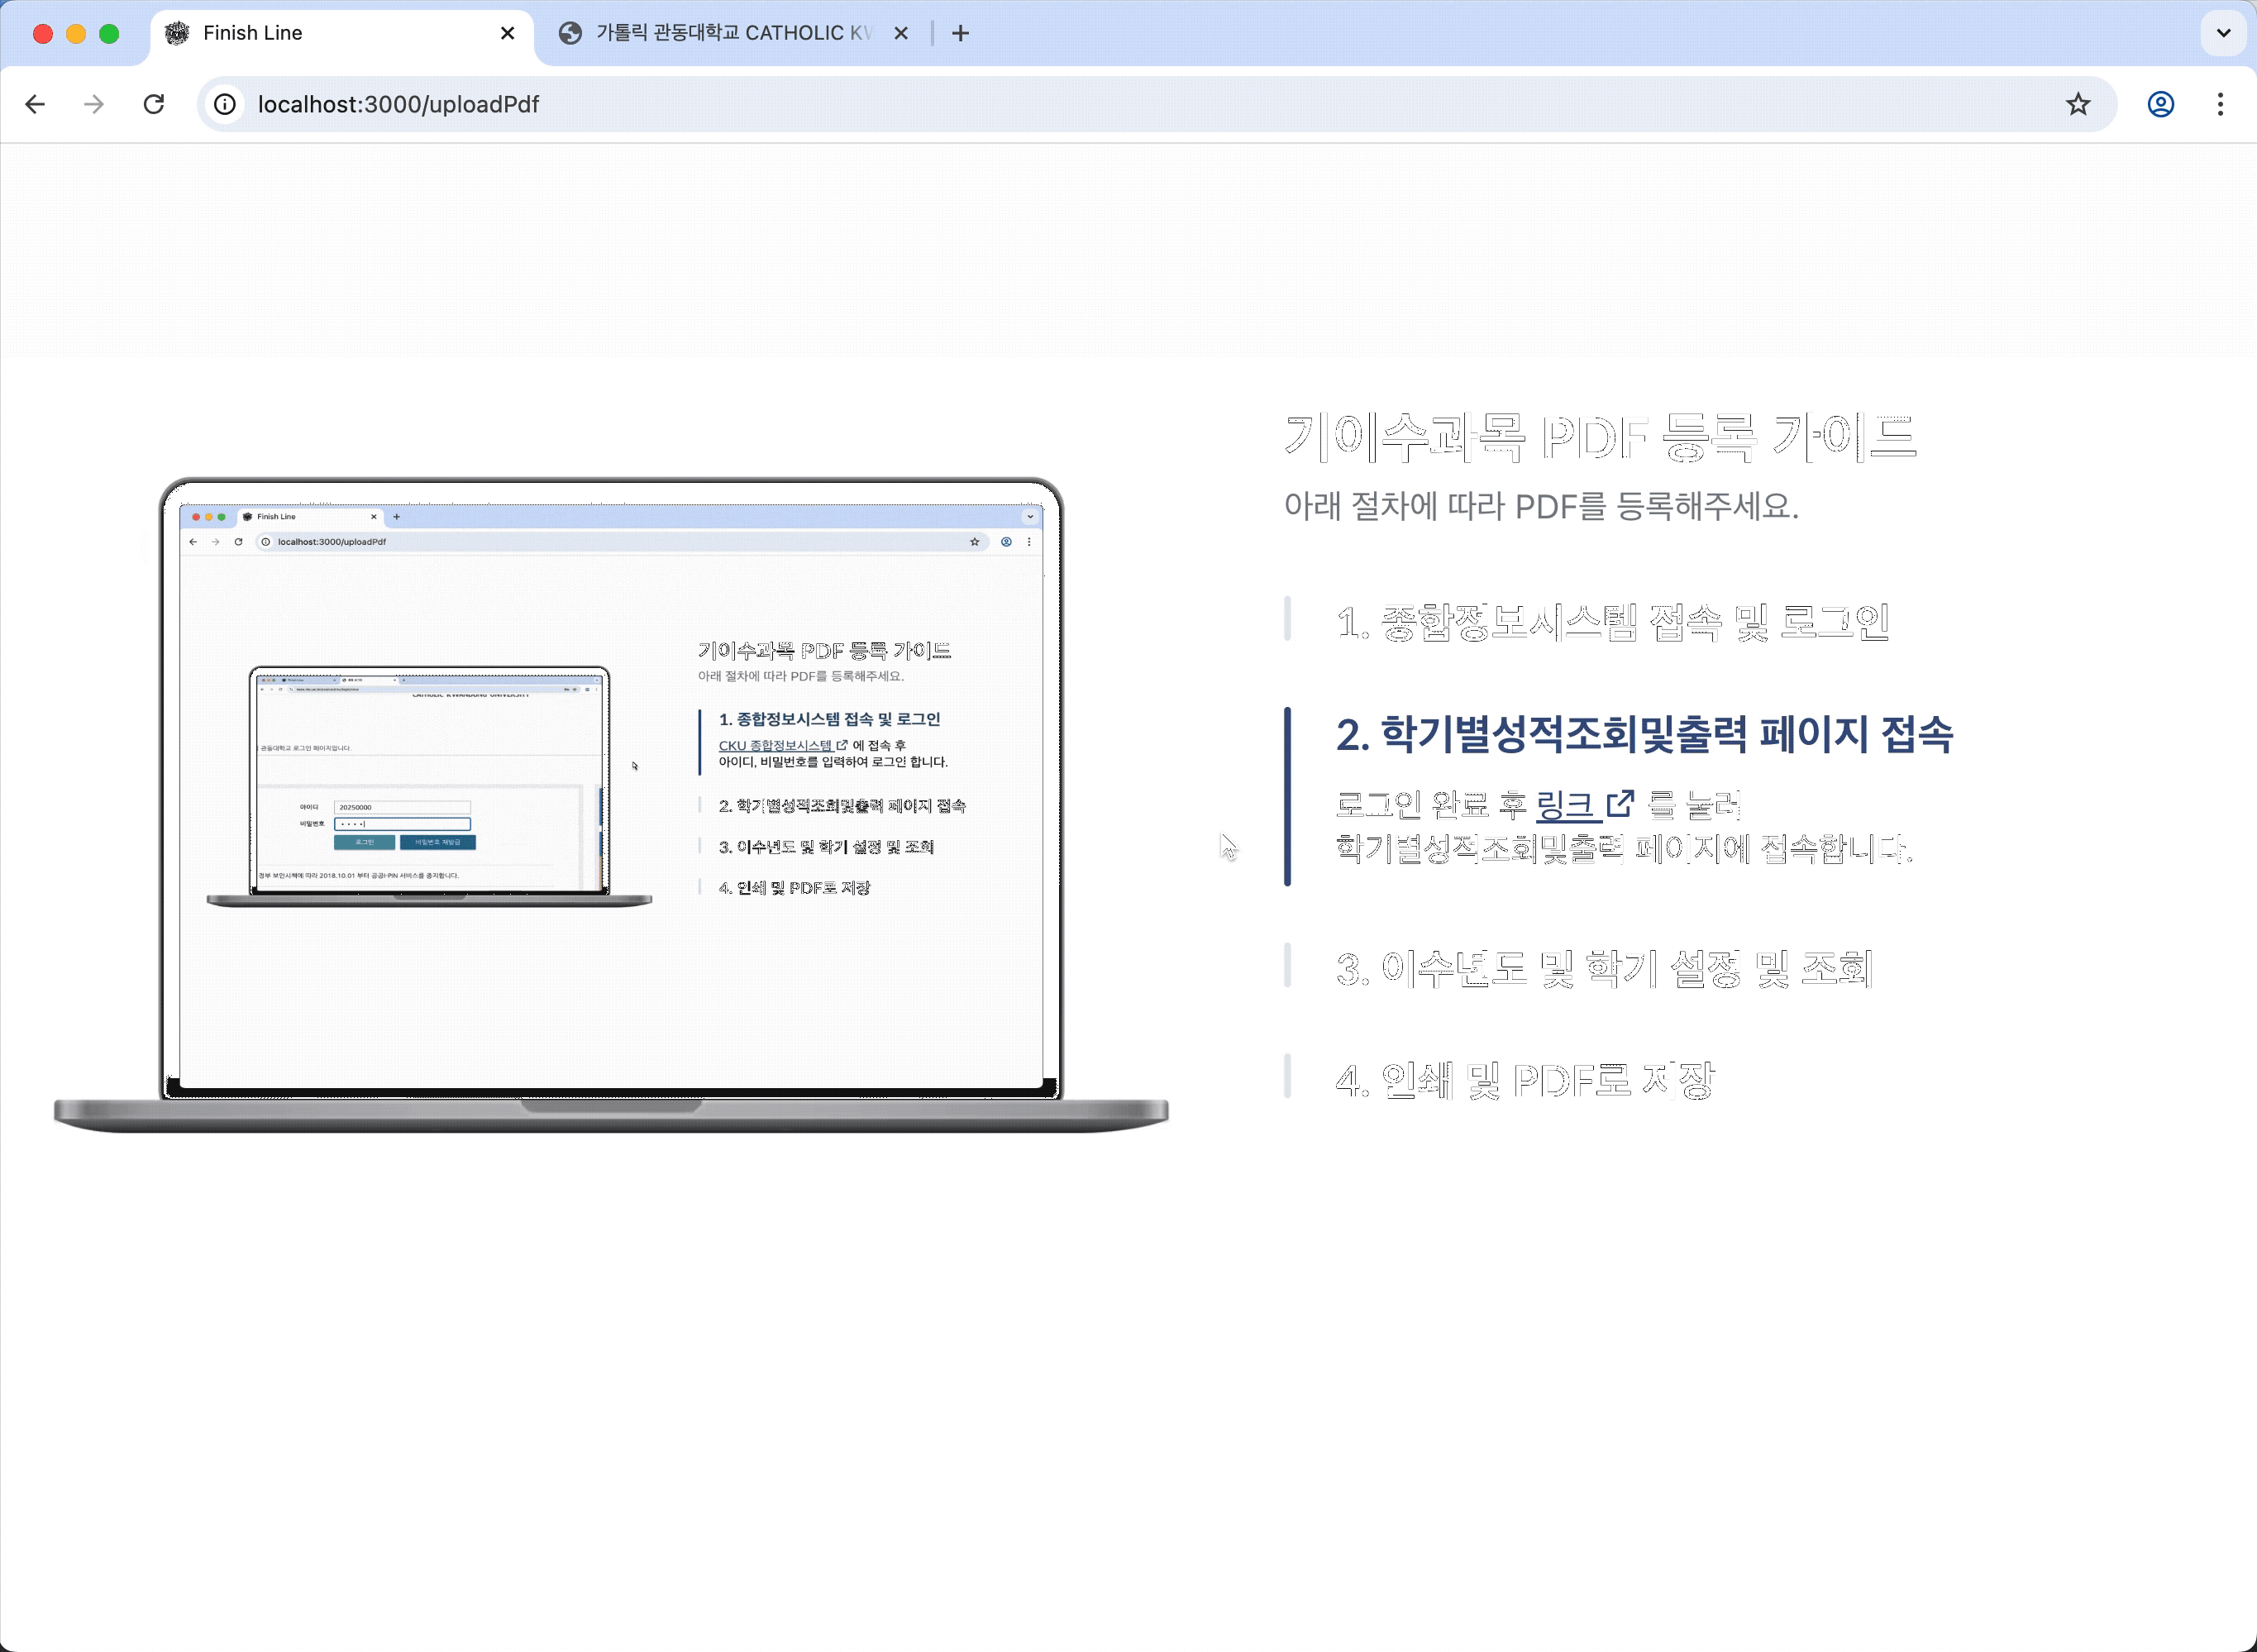 Finish Line
가톨릭 관동대학교 CATHOLIC KW
localhost:3000/uploadPdf
기이수과목 PDF 등록 가이드
아래 절차에 따라 PDF를 등록해주세요.
1. 종합정보시스템 접속 및 로그인
2. 학기별성적조회및출력 페이지 접속
로그인 완료 후 링크 를 눌러
학기별성적조회및출력 페이지에 접속합니다.
3. 이수년도 및 학기 설정 및 조회
4. 인쇄 및 PDF로 저장
Finish Line
localhost:3000/uploadPdf
기이수과목 PDF 등록 가이드
아래 절차에 따라 PDF를 등록해주세요.
1. 종합정보시스템 접속 및 로그인
CKU 종합정보시스템 에 접속 후
아이디, 비밀번호를 입력하여 로그인 합니다.
2. 학기별성적조회및출력 페이지 접속
3. 이수년도 및 학기 설정 및 조회
4. 인쇄 및 PDF로 저장
CATHOLIC KWANDONG UNIVERSITY
관동대학교 로그인 페이지입니다.
아이디 20250000
비밀번호 ••••
로그인 비밀번호 재발급
정부 보안시책에 따라 2018.10.01 부터 공공I-PIN 서비스를 중지합니다.